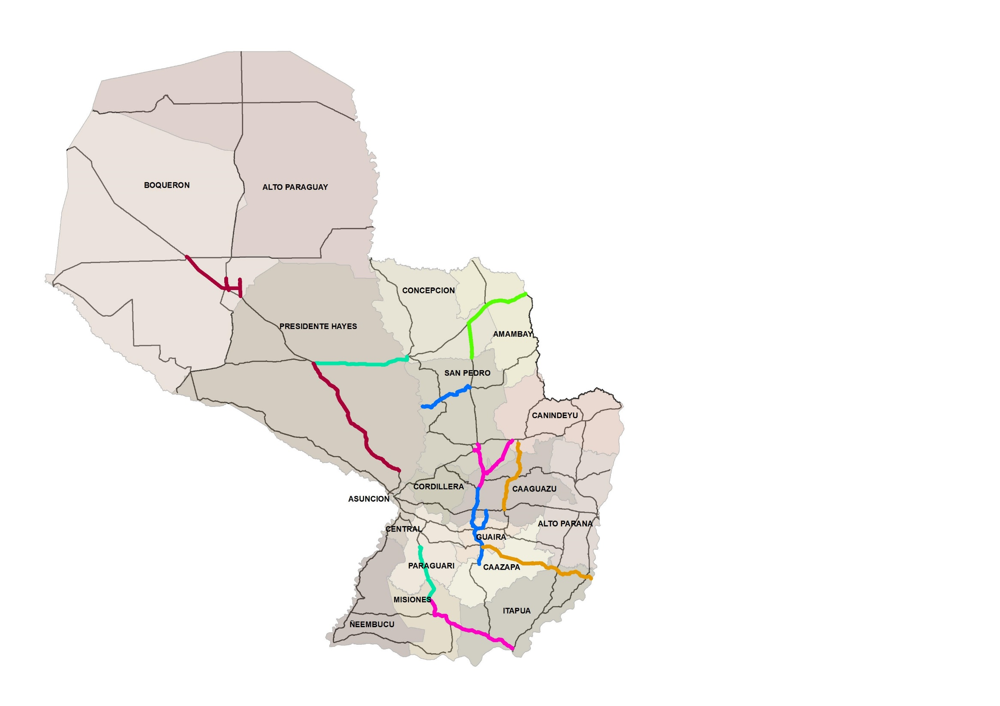 BOQUERON
ALTO PARAGUAY
CONCEPCION
PRESIDENTE HAYES
AMAMBAY
SAN PEDRO
CANINDEYU
CORDILLERA
CAAGUAZU
ASUNCION
ALTO PARANA
CENTRAL
GUAIRA
PARAGUARI
CAAZAPA
MISIONES
ITAPUA
ÑEEMBUCU